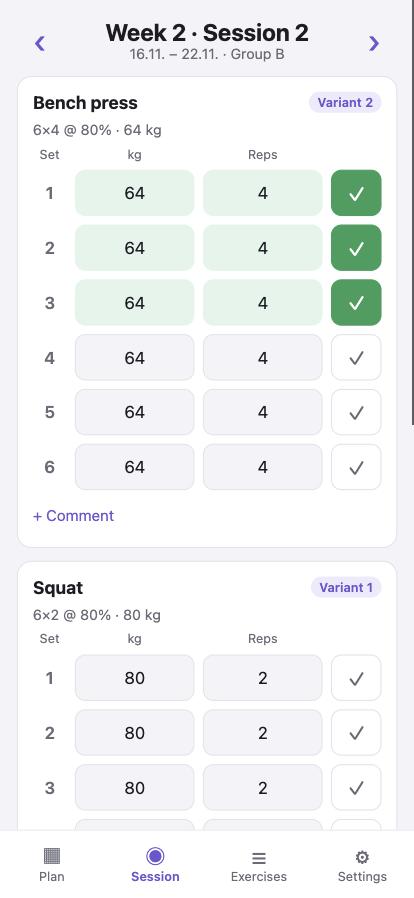 ‹ Week 2 · Session 2 ›
16.11. – 22.11. · Group B
Bench press Variant 2
6×4 @ 80% · 64 kg
Set kg Reps
1 64 4 ✓
2 64 4 ✓
3 64 4 ✓
4 64 4 ✓
5 64 4 ✓
6 64 4 ✓
+ Comment
Squat Variant 1
6×2 @ 80% · 80 kg
Set kg Reps
1 80 2 ✓
2 80 2 ✓
3 80 2 ✓
Plan Session Exercises Settings